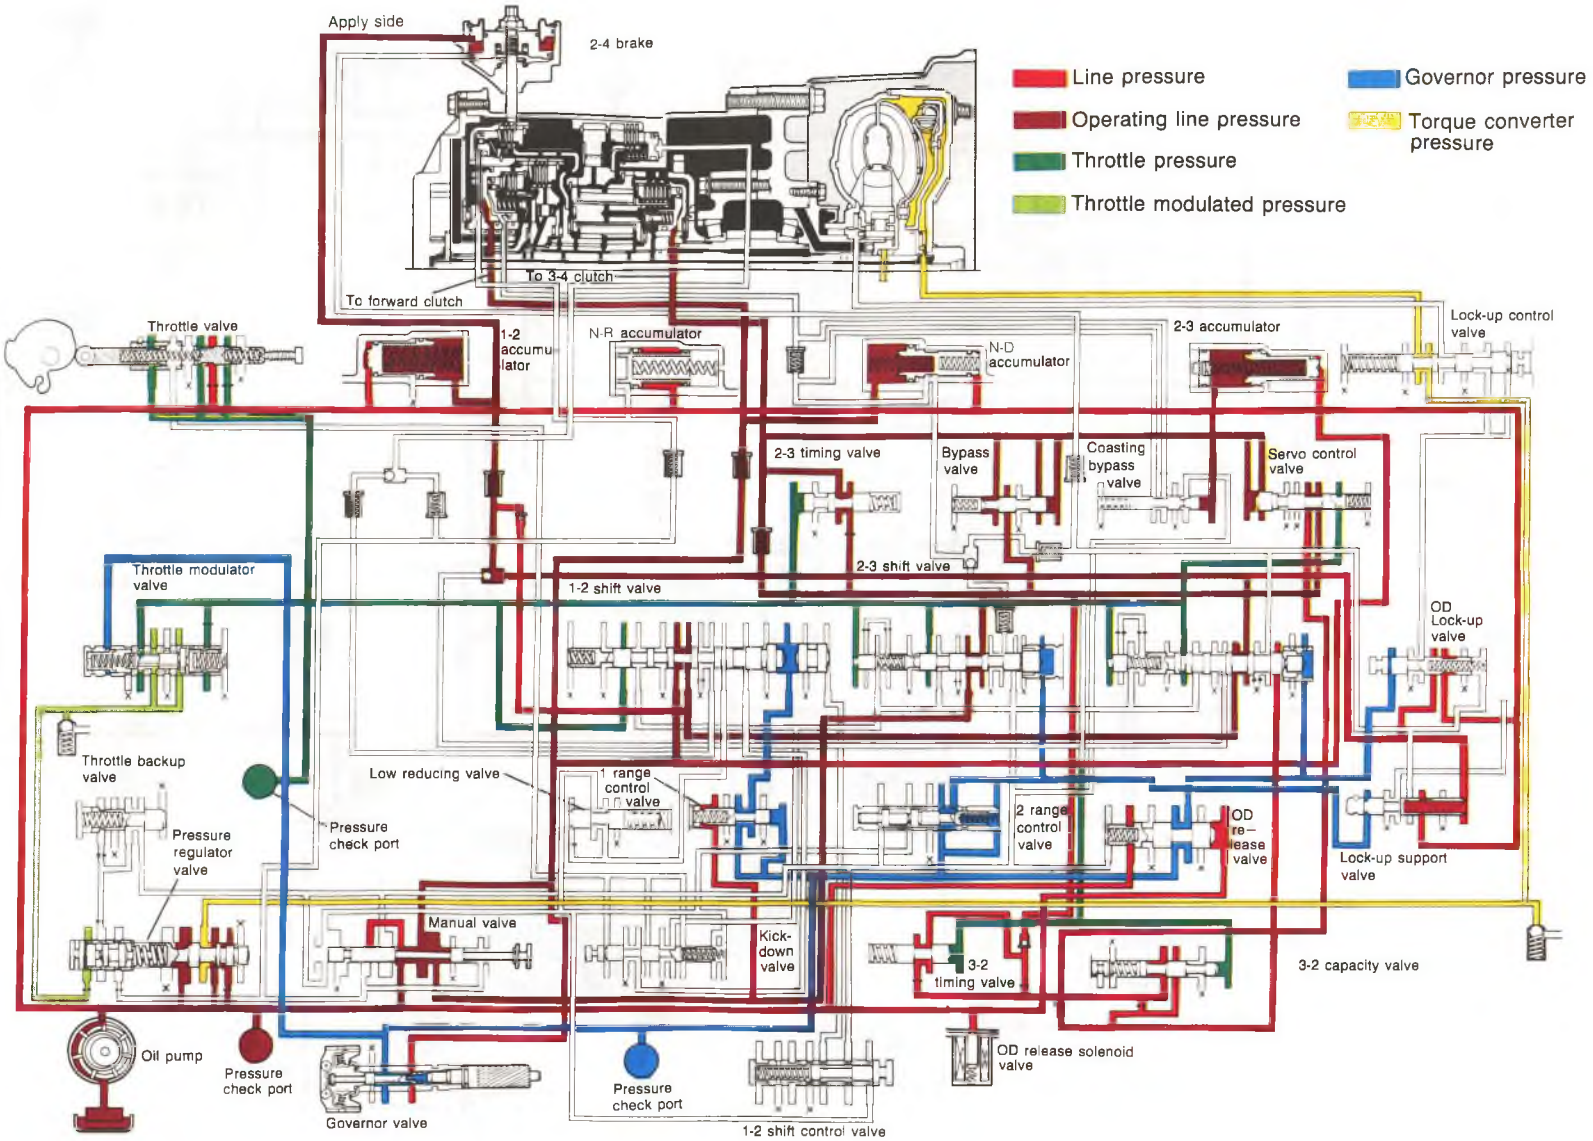 Apply side
2-4 brake
Line pressure
Operating line pressure
Throttle pressure
Throttle modulated pressure
Governor pressure
Torque converter
pressure
To 3-4 clutch
To forward clutch
Throttle valve
1-2
accumu-
lator
N-R accumulator
N-D
accumulator
2-3 accumulator
Lock-up control
valve
2-3 timing valve
Bypass
valve
Coasting
bypass
valve
Servo control
valve
Throttle modulator
valve
1-2 shift valve
2-3 shift valve
OD
Lock-up
valve
Throttle backup
valve
Low reducing valve
1 range
control
valve
2 range
control
valve
OD
re-
lease
valve
Lock-up support
valve
Pressure
regulator
valve
Pressure
check port
Manual valve
Kick-
down
valve
3-2
timing valve
3-2 capacity valve
Oil pump
Pressure
check port
Governor valve
Pressure
check port
1-2 shift control valve
OD release solenoid
valve